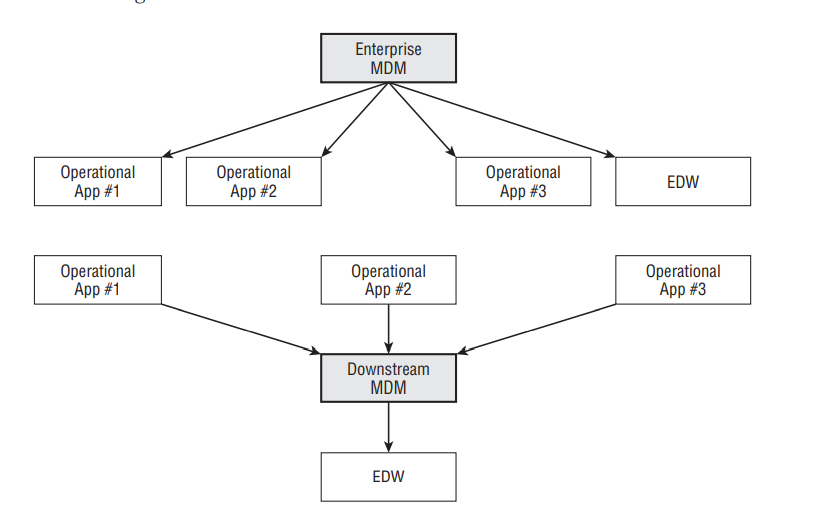 Enterprise
MDM
Operational
App #1
Operational
App #2
Operational
App #3
EDW
Operational
App #1
Operational
App #2
Operational
App #3
Downstream
MDM
EDW